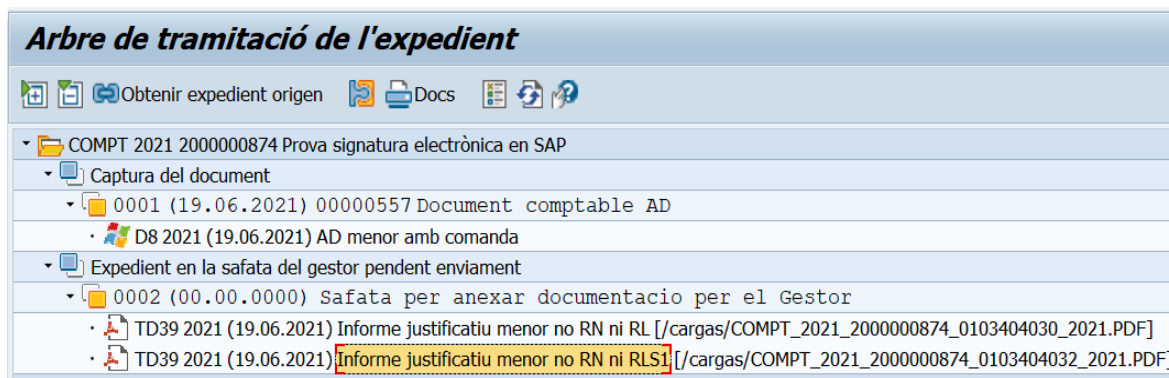 Arbre de tramitació de l'expedient
Obtenir expedient origen Docs
COMPT 2021 2000000874 Prova signatura electrònica en SAP
Captura del document
0001 (19.06.2021) 00000557 Document comptable AD
D8 2021 (19.06.2021) AD menor amb comanda
Expedient en la safata del gestor pendent enviament
0002 (00.00.0000) Safata per anexar documentacio per el Gestor
TD39 2021 (19.06.2021) Informe justificatiu menor no RN ni RL [/cargas/COMPT_2021_2000000874_0103404030_2021.PDF]
TD39 2021 (19.06.2021) Informe justificatiu menor no RN ni RLS1 [/cargas/COMPT_2021_2000000874_0103404032_2021.PDF]